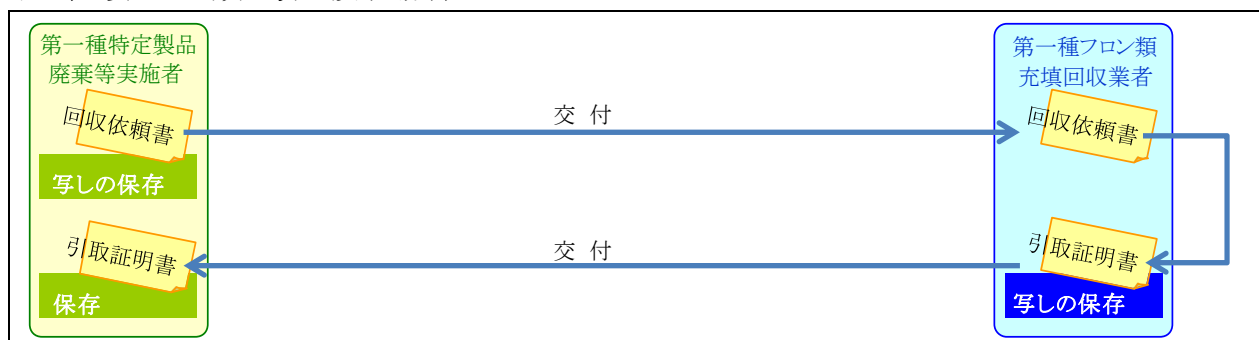 第一種特定製品
廃棄等実施者
回収依頼書
写しの保存
引取証明書
保存
交 付
交 付
第一種フロン類
充填回収業者
回収依頼書
引取証明書
写しの保存